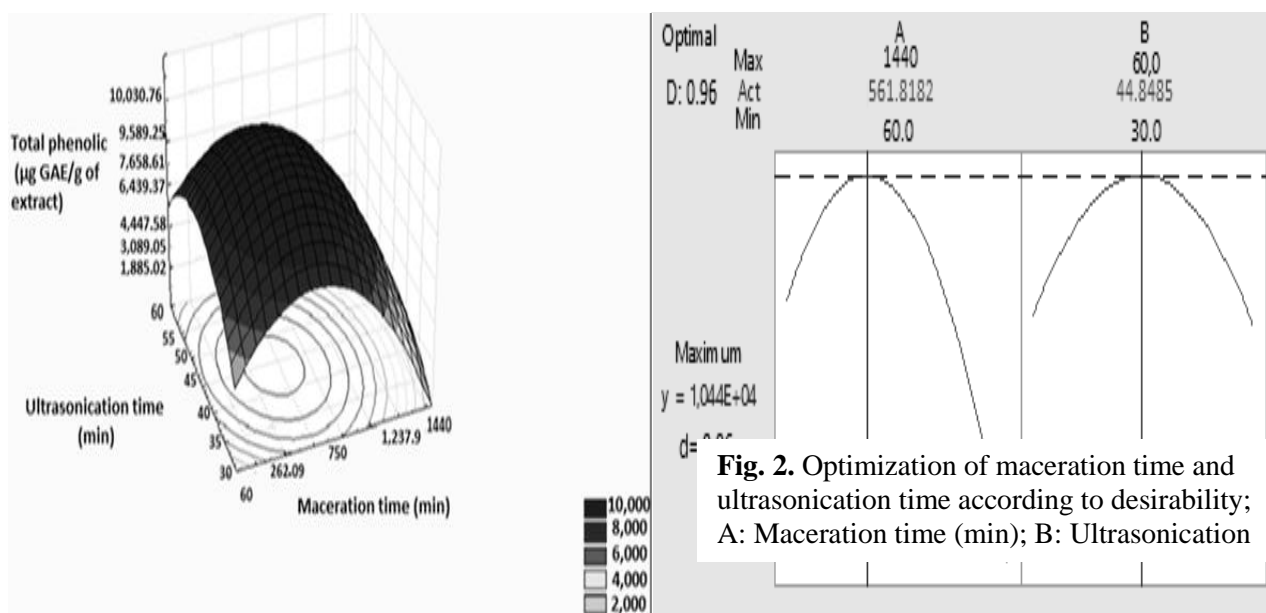 10,030.76
Total phenolic
(µg GAE/g of
extract)
9,589.25
7,658.61
6,439.37
4,447.58
3,089.05
1,885.02
60
55
50
45
40
35
30
Ultrasonication time
(min)
60
262.09
750
1,237.9
1440
Maceration time (min)
10,000
8,000
6,000
4,000
2,000
Optimal
D: 0.96
Max
Act
Min
A
1440
561.8182
60.0
B
60,0
44.8485
30.0
Maximum
y = 1,044E+04
Fig. 2. Optimization of maceration time and
ultrasonication time according to desirability;
A: Maceration time (min); B: Ultrasonication